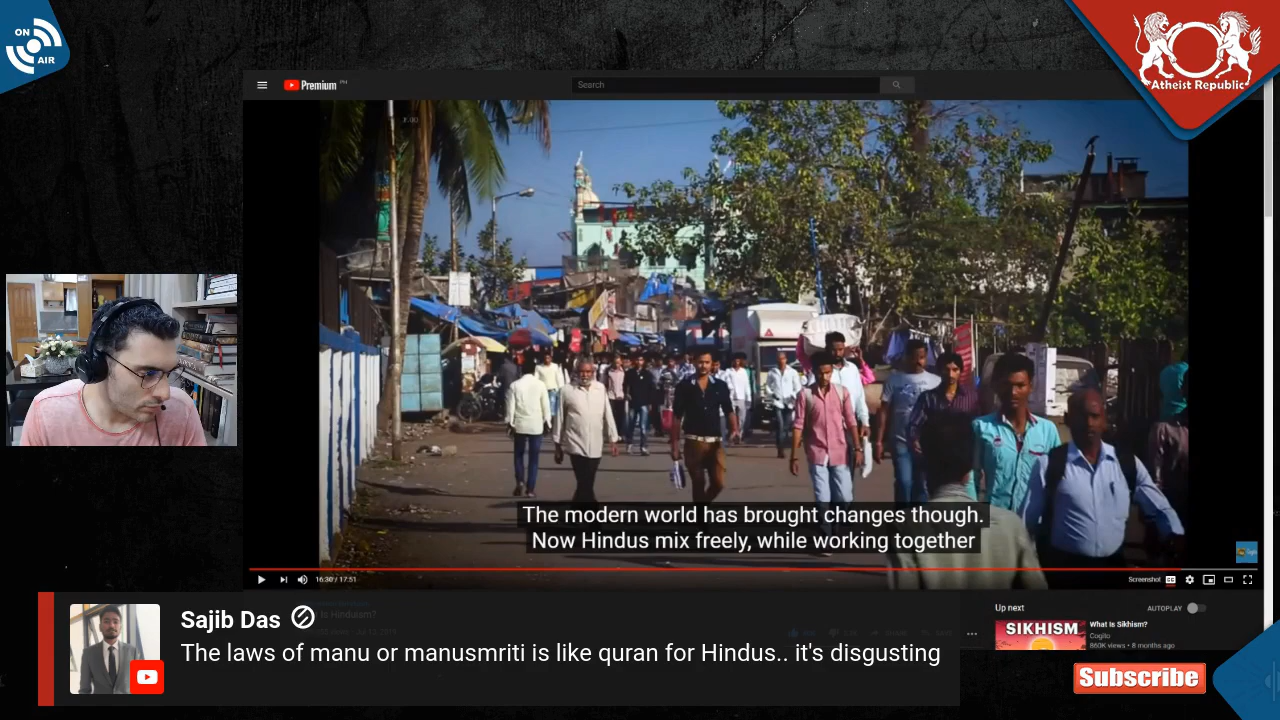 ON
AIR
Premium PH
Search
Atheist Republic
The modern world has brought changes though.
Now Hindus mix freely, while working together
16:30 / 17:51
Screenshot
Sajib Das
The laws of manu or manusmriti is like quran for Hindus.. it's disgusting
Up next
AUTOPLAY
SIKHISM
What Is Sikhism?
Cogito
860K views • 8 months ago
Subscribe